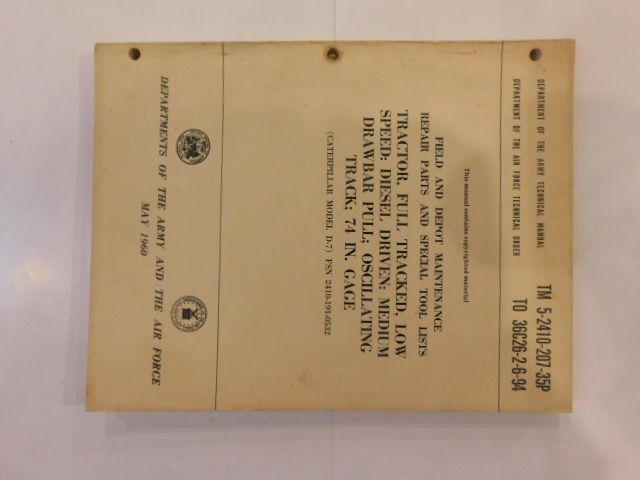 DEPARTMENT OF THE ARMY TECHNICAL MANUAL
DEPARTMENT OF THE AIR FORCE TECHNICAL ORDER
TM 5-2410-207-35P
TO 36C26-2-6-94
This manual contains copyrighted material
FIELD AND DEPOT MAINTENANCE
REPAIR PARTS AND SPECIAL TOOL LISTS
TRACTOR, FULL TRACKED, LOW
SPEED: DIESEL DRIVEN: MEDIUM
DRAWBAR PULL; OSCILLATING
TRACK; 74 IN. GAGE
(CATERPILLAR MODEL D-7) FSN 2410-191-0532
DEPARTMENTS OF THE ARMY AND THE AIR FORCE
MAY 1960